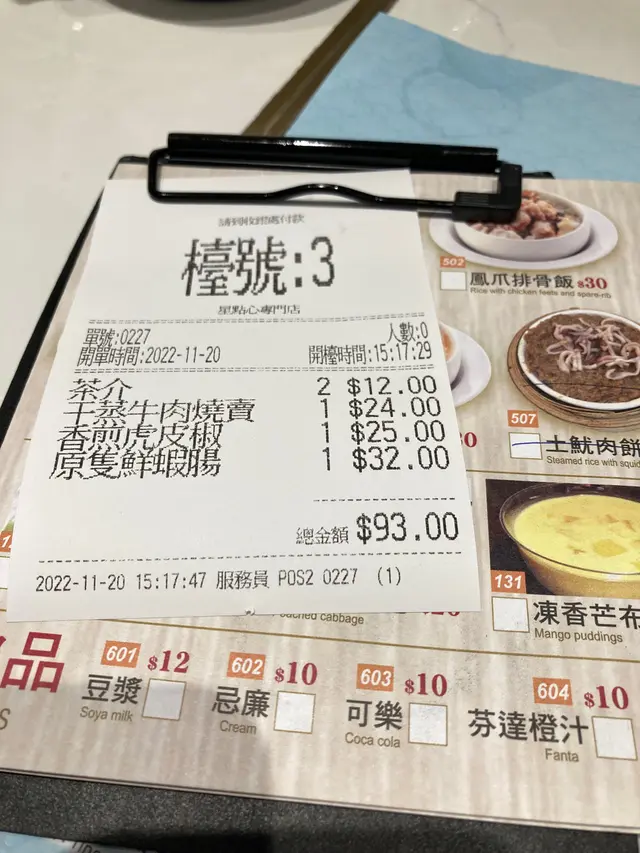 請到收銀處付款
檯號:3
星點心專門店
單號:0227 人數:0
開單時間:2022-11-20 開檯時間:15:17:29
茶介 2 $12.00
干蒸牛肉燒賣 1 $24.00
香煎虎皮椒 1 $25.00
原隻鮮蝦腸 1 $32.00
總金額 $93.00
2022-11-20 15:17:47 服務員 POS2 0227 (1)
502
鳳爪排骨飯 $30
Rice with chicken feets and spare-rib
507
土魷肉餅
Steamed rice with squid
131
凍香芒布
Mango puddings
cabbage
品
601 $12
豆漿
Soya milk
602 $10
忌廉
Cream
603 $10
可樂
Coca cola
604 $10
芬達橙汁
Fanta